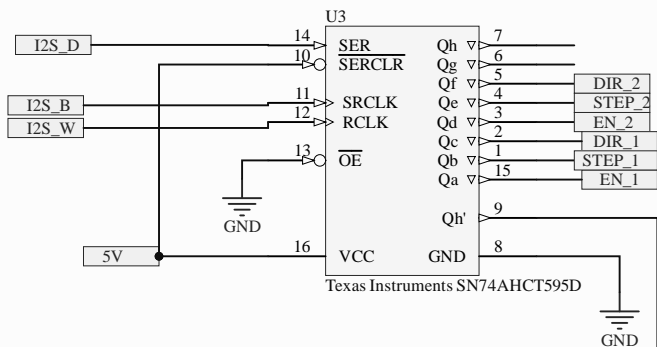 U3
I2S_D 14 SER Qh 7
10 SERCLR Qg 6
Qf 5 DIR_2
I2S_B 11 SRCLK Qe 4 STEP_2
I2S_W 12 RCLK Qd 3 EN_2
Qc 2 DIR_1
13 OE Qb 1 STEP_1
Qa 15 EN_1
GND
Qh' 9
5V 16 VCC GND 8
Texas Instruments SN74AHCT595D
GND